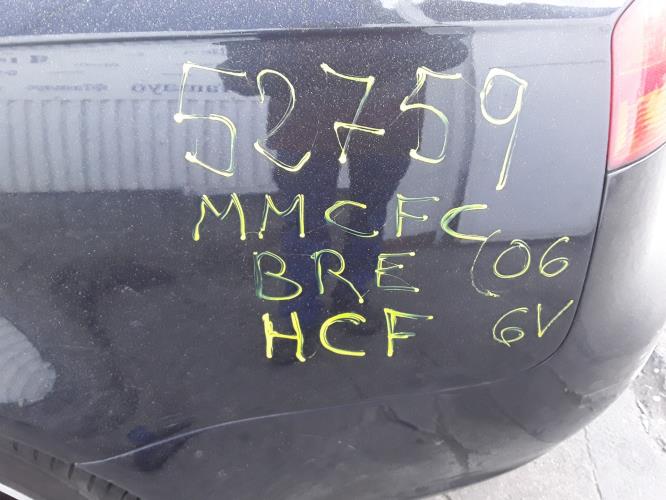 52759
MMCFC
BRE (06
HCF 6V